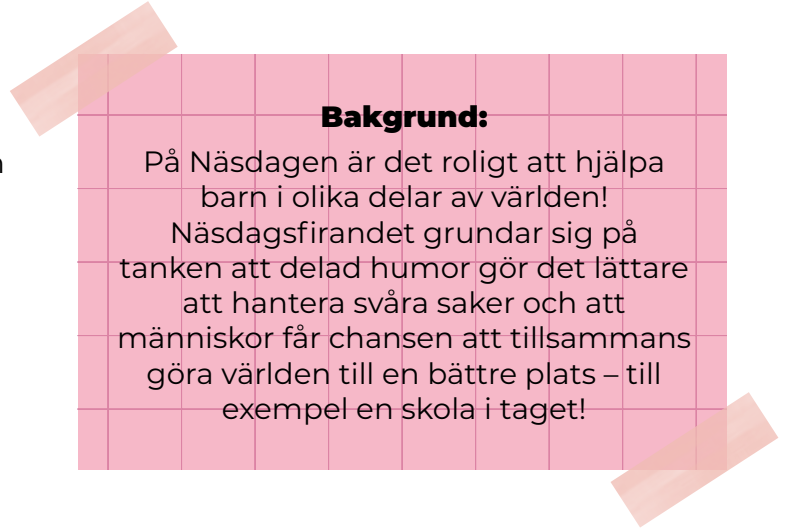 Bakgrund:
På Näsdagen är det roligt att hjälpa
barn i olika delar av världen!
Näsdagsfirandet grundar sig på
tanken att delad humor gör det lättare
att hantera svåra saker och att
människor får chansen att tillsammans
göra världen till en bättre plats – till
exempel en skola i taget!